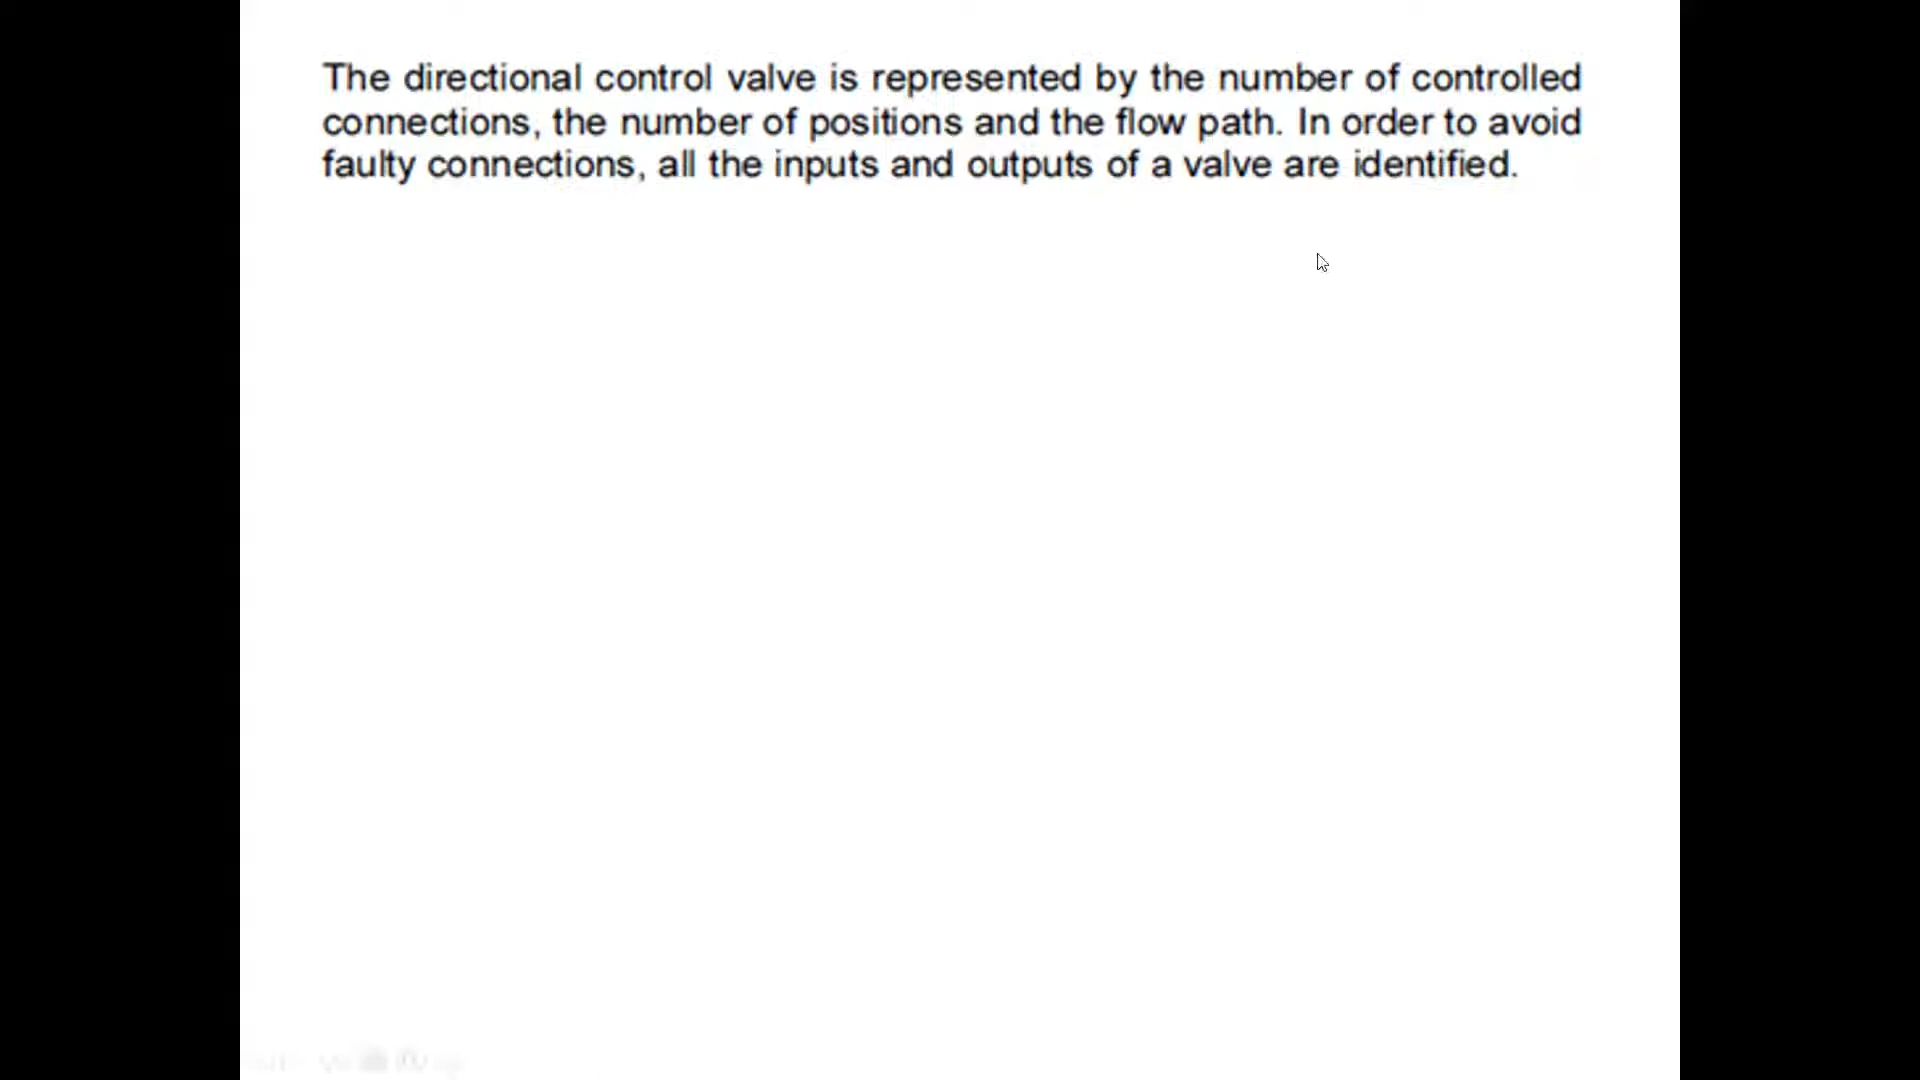 The directional control valve is represented by the number of controlled
connections, the number of positions and the flow path. In order to avoid
faulty connections, all the inputs and outputs of a valve are identified.